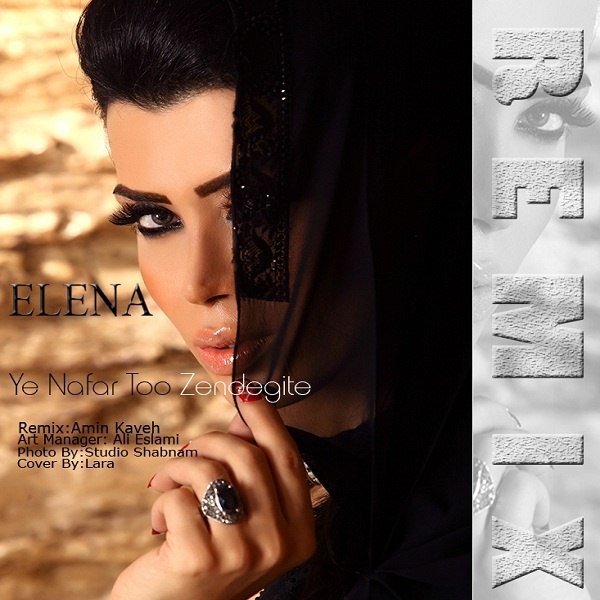 ELENA
Ye Nafar Too Zendegite
Remix:Amin Kaveh
Art Manager: Ali Eslami
Photo By:Studio Shabnam
Cover By:Lara
REMIX